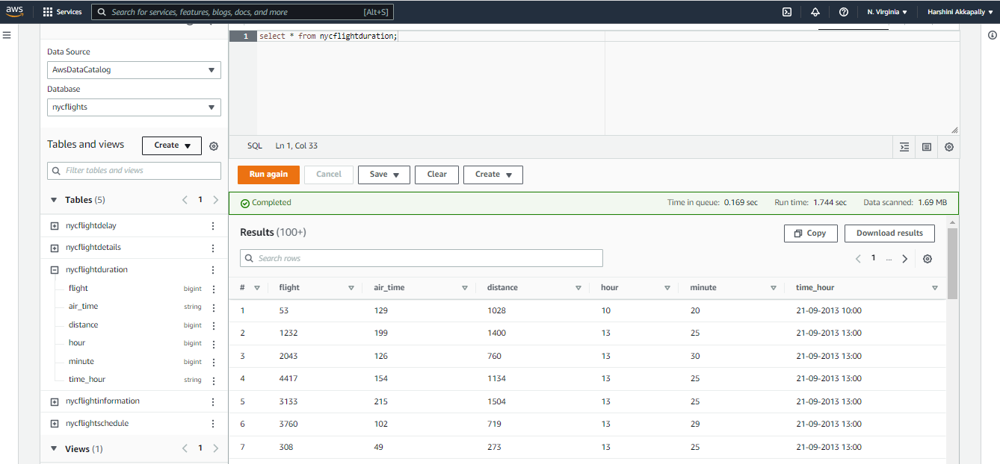 aws Services Search for services, features, blogs, docs, and more [Alt+S] N. Virginia Harshini Akkapally
Data Source
AwsDataCatalog
Database
nycflights
Tables and views Create
Filter tables and views
Tables (5) 1
nycflightdelay
nycflightdetails
nycflightduration
flight bigint
air_time string
distance bigint
hour bigint
minute bigint
time_hour string
nycflightinformation
nycflightschedule
Views (1) 1
1 select * from nycflightduration;
SQL Ln 1, Col 33
Run again Cancel Save Clear Create
Completed Time in queue: 0.169 sec Run time: 1.744 sec Data scanned: 1.69 MB
Results (100+) Copy Download results
Search rows 1 ...
# flight air_time distance hour minute time_hour
1 53 129 1028 10 20 21-09-2013 10:00
2 1232 199 1400 13 25 21-09-2013 13:00
3 2043 126 760 13 30 21-09-2013 13:00
4 4417 154 1134 13 25 21-09-2013 13:00
5 3133 215 1504 13 25 21-09-2013 13:00
6 3760 102 719 13 29 21-09-2013 13:00
7 308 49 273 13 25 21-09-2013 13:00